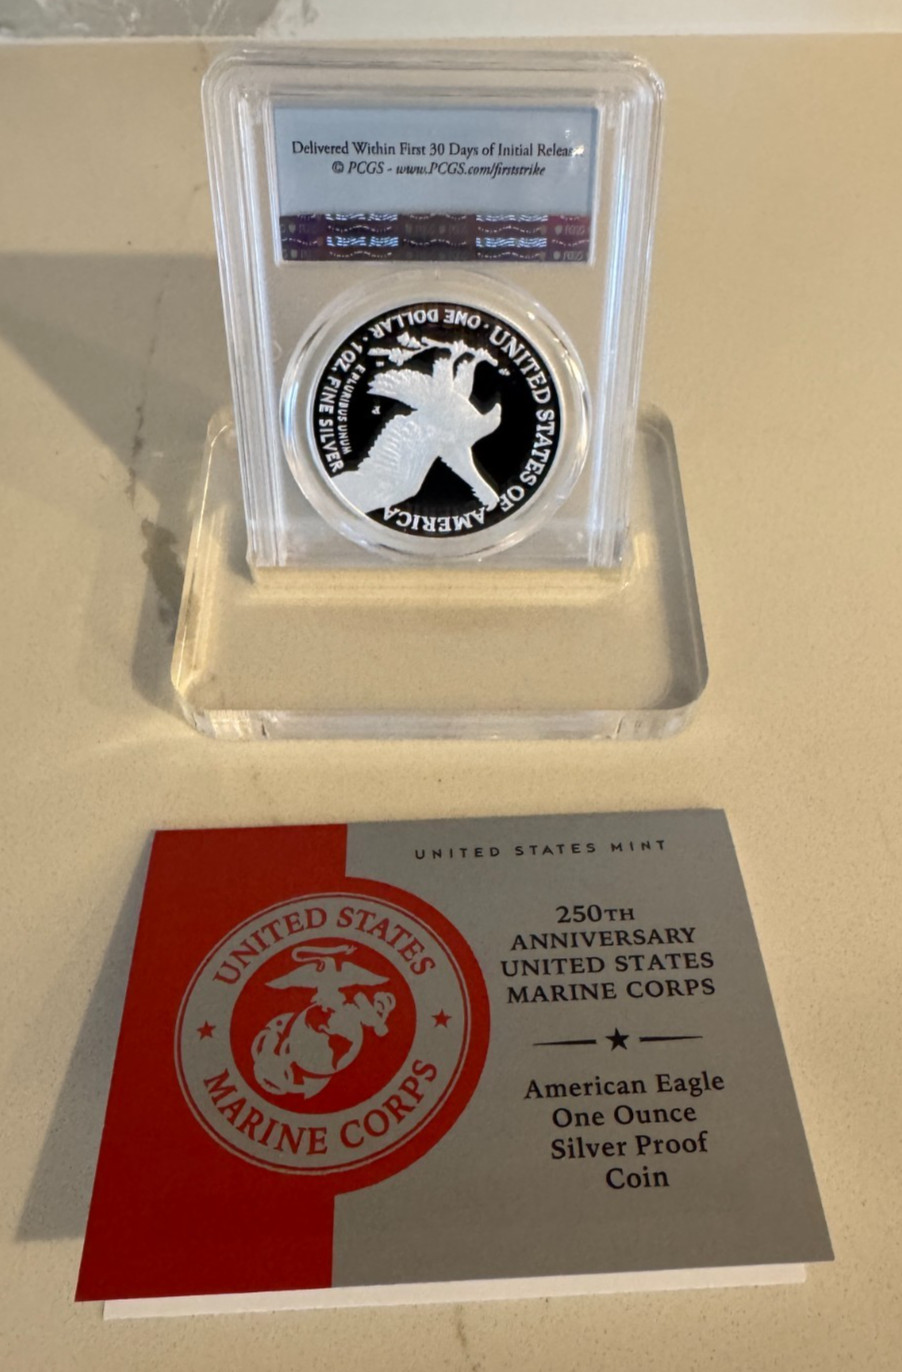 Delivered Within First 30 Days of Initial Release
© PCGS - www.PCGS.com/firststrike
UNITED STATES OF AMERICA
· ONE DOLLAR · 1 OZ. FINE SILVER
E PLURIBUS UNUM
UNITED STATES MINT
UNITED STATES
MARINE CORPS
250TH
ANNIVERSARY
UNITED STATES
MARINE CORPS
American Eagle
One Ounce
Silver Proof
Coin